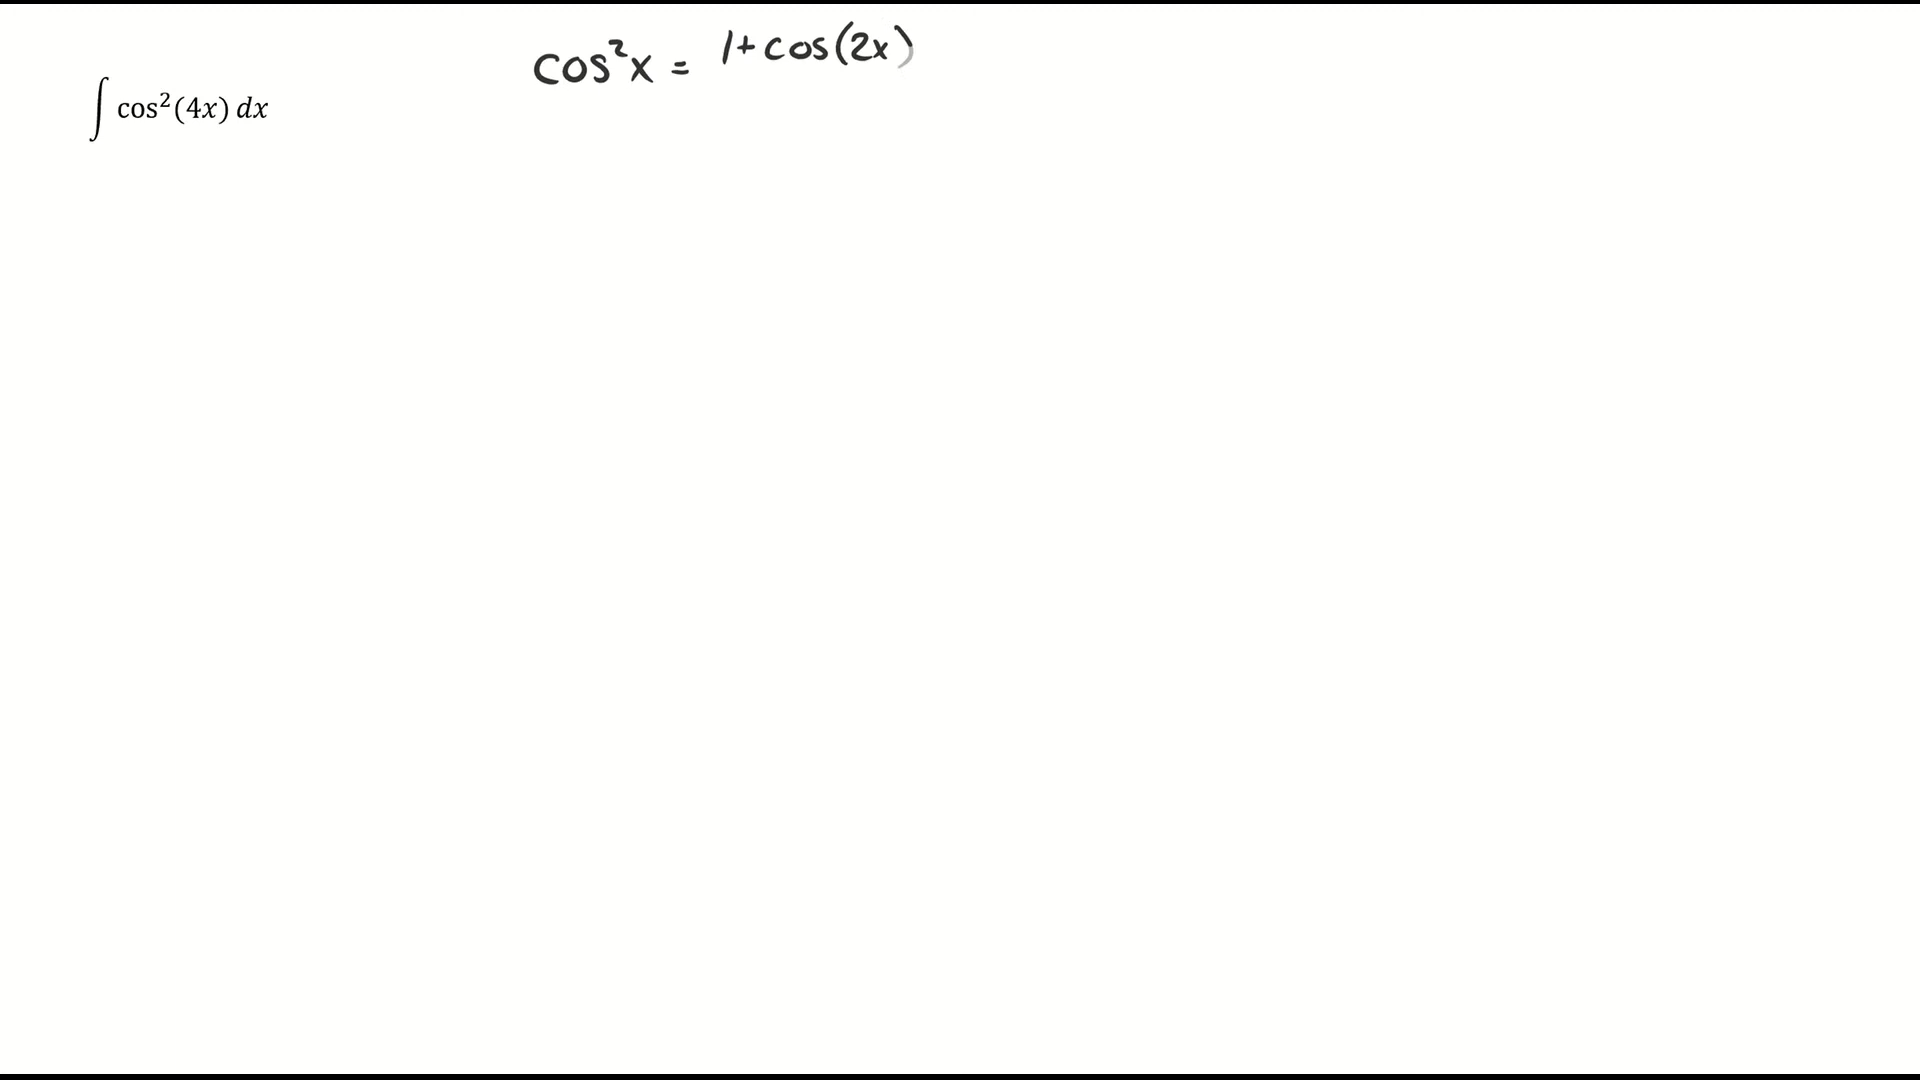 cos²x = 1+cos(2x)
∫ cos²(4x) dx